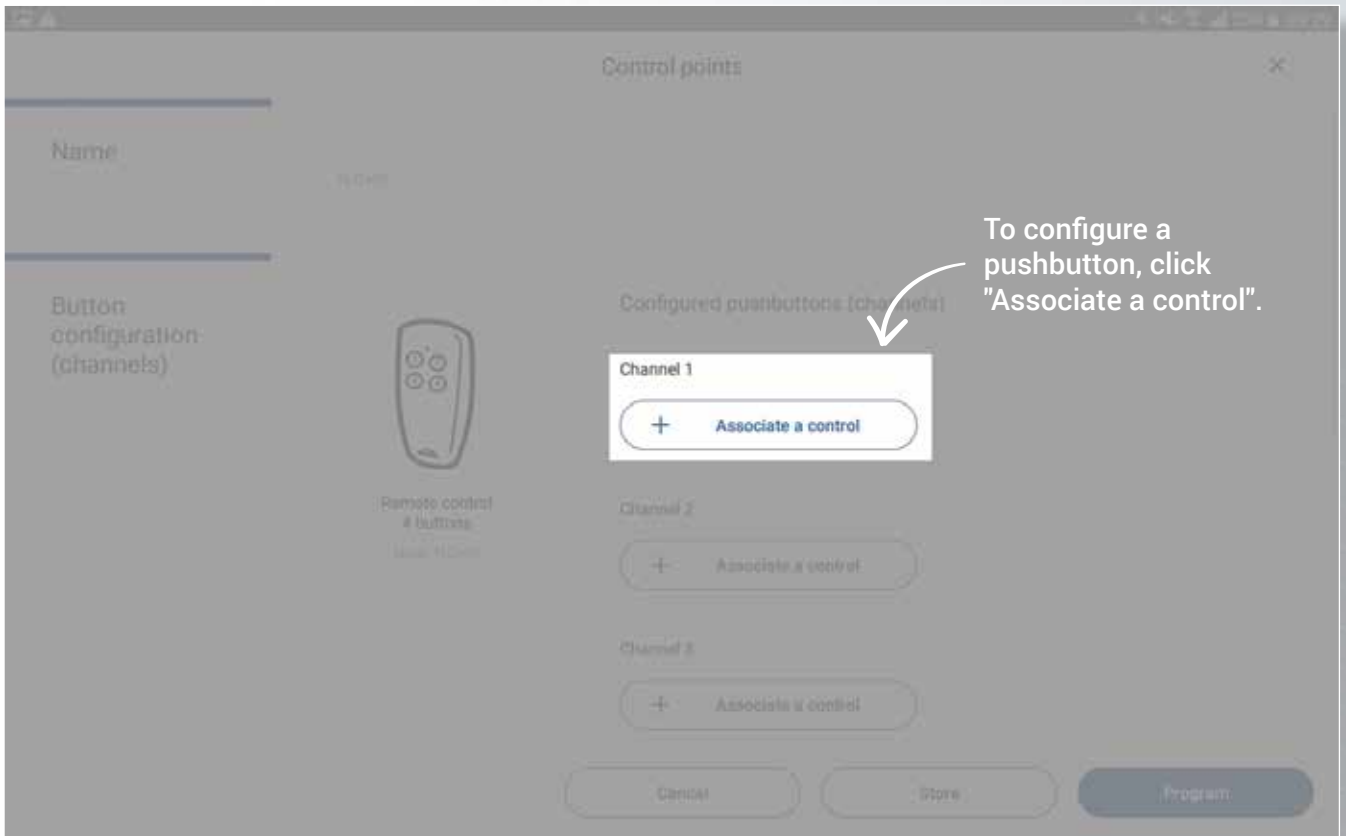 Control points
Name
Button
configuration
(channels)
Remote control
4 buttons
Configured pushbuttons (channels)
To configure a
pushbutton, click
"Associate a control".
Channel 1
+ Associate a control
Channel 2
+ Associate a control
Channel 3
+ Associate a control
Cancel
Store
Program